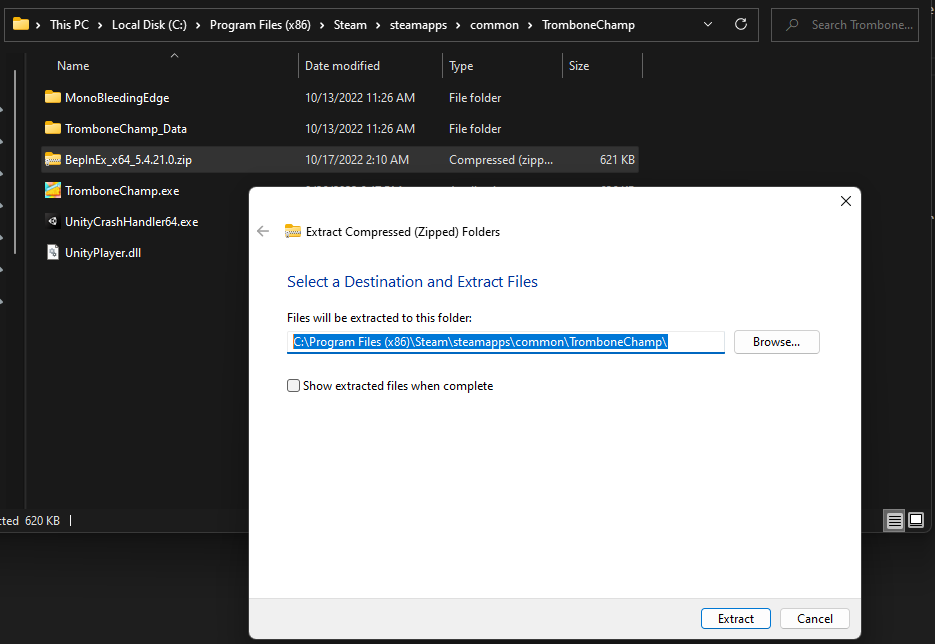 This PC > Local Disk (C:) > Program Files (x86) > Steam > steamapps > common > TromboneChamp
Search Trombone...
Name Date modified Type Size
MonoBleedingEdge 10/13/2022 11:26 AM File folder
TromboneChamp_Data 10/13/2022 11:26 AM File folder
BepInEx_x64_5.4.21.0.zip 10/17/2022 2:10 AM Compressed (zipp... 621 KB
TromboneChamp.exe
UnityCrashHandler64.exe
UnityPlayer.dll
Extract Compressed (Zipped) Folders
Select a Destination and Extract Files
Files will be extracted to this folder:
C:\Program Files (x86)\Steam\steamapps\common\TromboneChamp\
Browse...
Show extracted files when complete
cted 620 KB
Extract Cancel